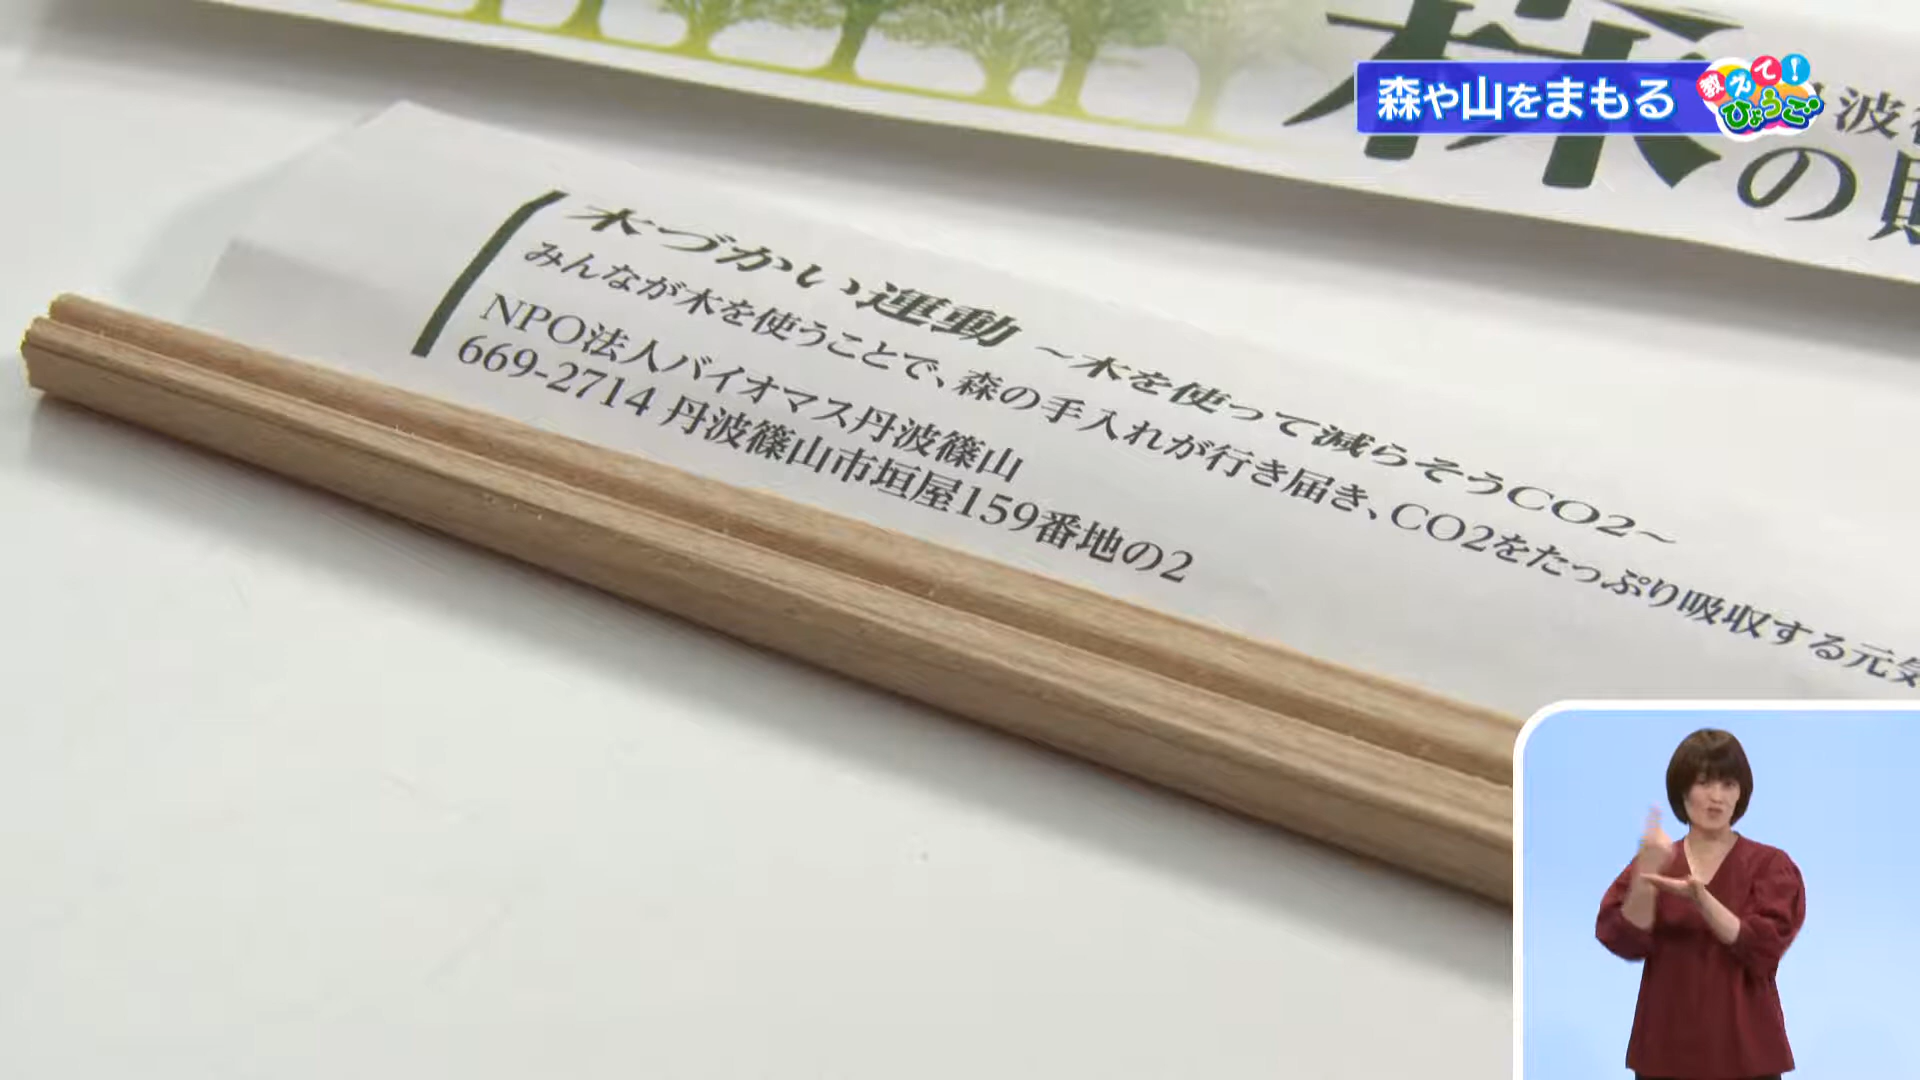 森や山をまもる
教えて！
ひょうご
森
波
の
木づかい運動 ～木を使って減らそうCO2～
みんなが木を使うことで、森の手入れが行き届き、CO2をたっぷり吸収する元気
NPO法人バイオマス丹波篠山
669-2714 丹波篠山市垣屋159番地の2